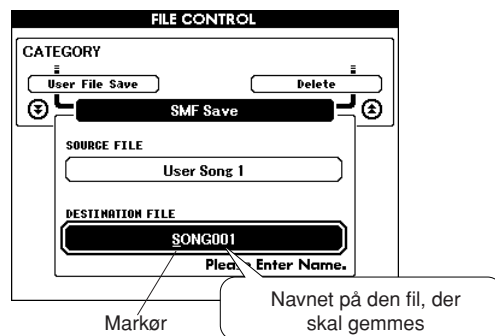 FILE CONTROL
CATEGORY
User File Save
Delete
SMF Save
SOURCE FILE
User Song 1
DESTINATION FILE
SONG001
Please Enter Name.
Markør
Navnet på den fil, der
skal gemmes